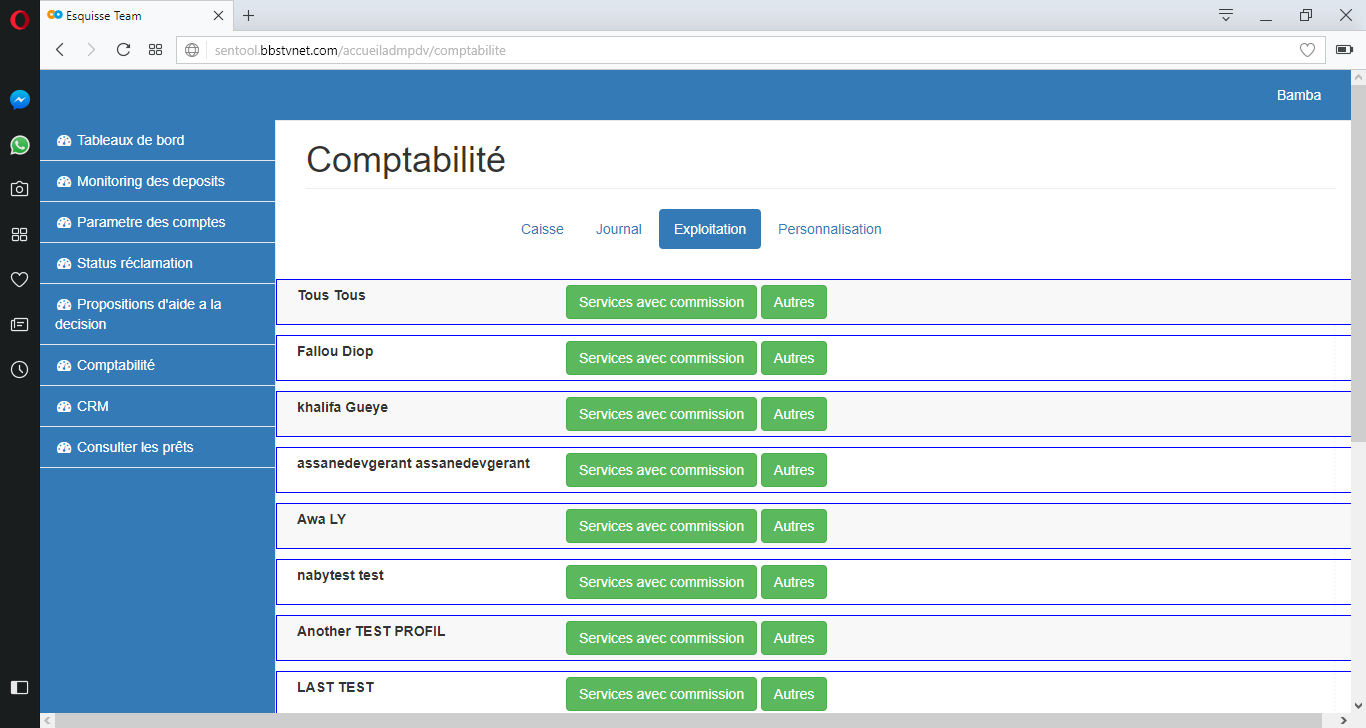 Esquisse Team
sentool.bbstvnet.com/accueiladmpdv/comptabilite
Bamba
Tableaux de bord
Monitoring des deposits
Parametre des comptes
Status réclamation
Propositions d'aide a la
decision
Comptabilité
CRM
Consulter les prêts
Comptabilité
Caisse Journal Exploitation Personnalisation
Tous Tous Services avec commission Autres
Fallou Diop Services avec commission Autres
khalifa Gueye Services avec commission Autres
assanedevgerant assanedevgerant Services avec commission Autres
Awa LY Services avec commission Autres
nabytest test Services avec commission Autres
Another TEST PROFIL Services avec commission Autres
LAST TEST Services avec commission Autres